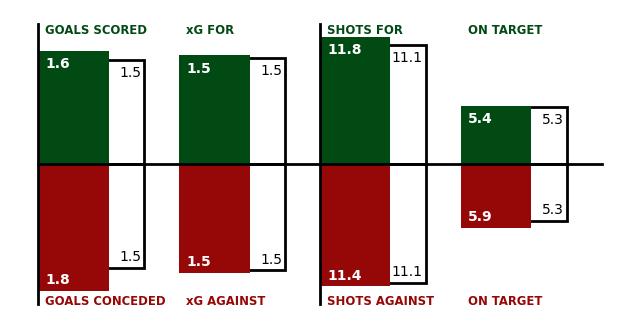 GOALS SCORED xG FOR SHOTS FOR ON TARGET
1.6 1.5 1.5 1.5 11.8 11.1 5.4 5.3
1.8 1.5 1.5 1.5 11.4 11.1 5.9 5.3
GOALS CONCEDED xG AGAINST SHOTS AGAINST ON TARGET